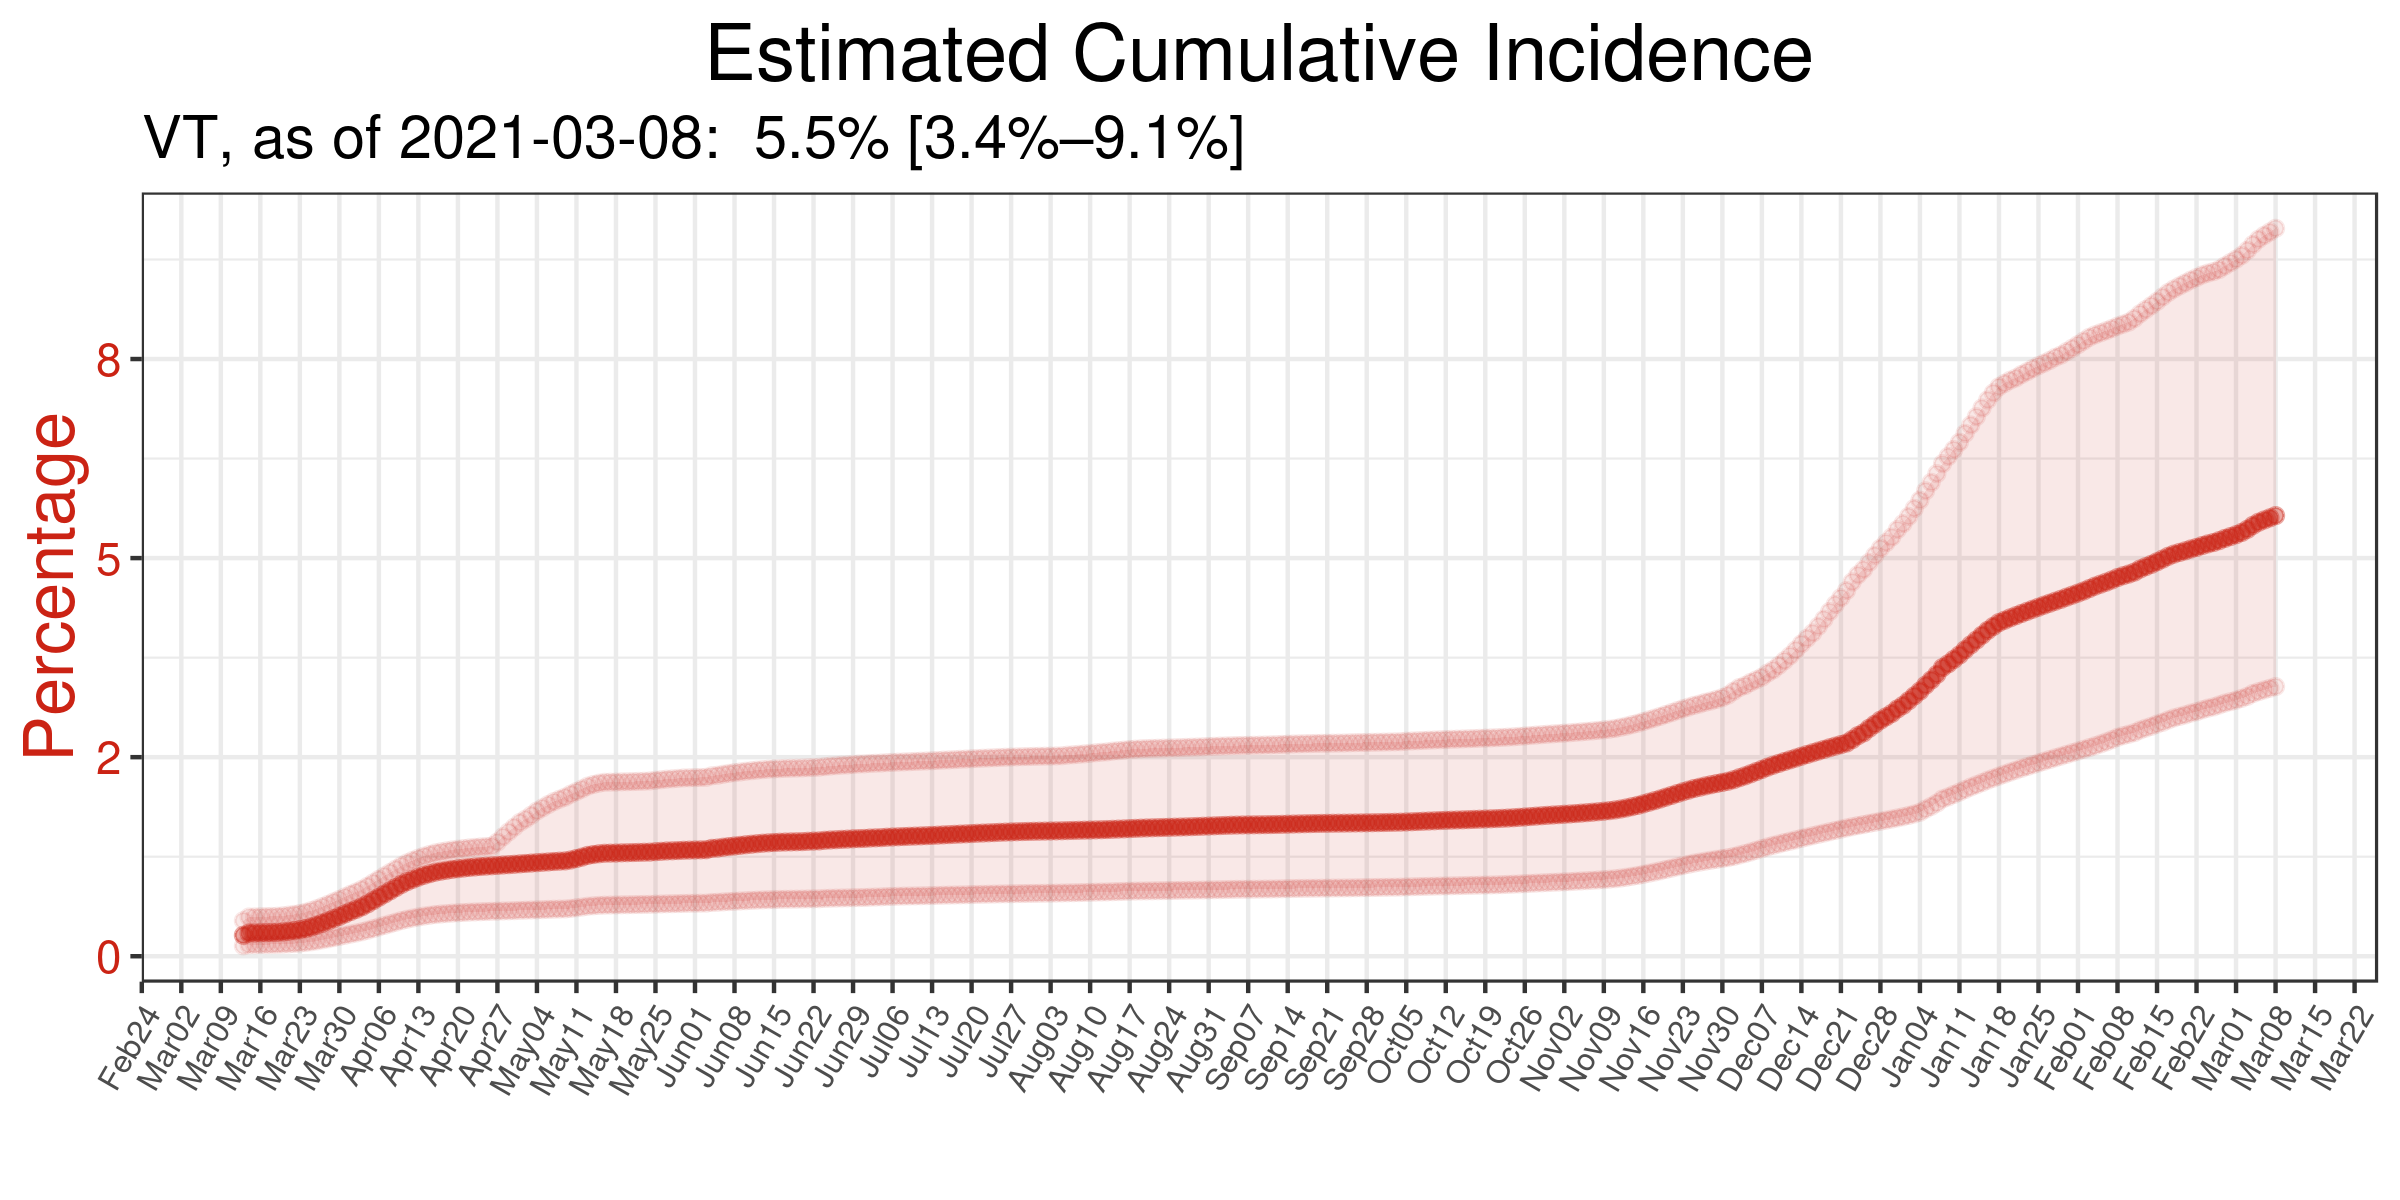 Estimated Cumulative Incidence
VT, as of 2021-03-08:  5.5% [3.4%–9.1%]
Percentage
8
5
2
0
Feb24
Mar02
Mar09
Mar16
Mar23
Mar30
Apr06
Apr13
Apr20
Apr27
May04
May11
May18
May25
Jun01
Jun08
Jun15
Jun22
Jun29
Jul06
Jul13
Jul20
Jul27
Aug03
Aug10
Aug17
Aug24
Aug31
Sep07
Sep14
Sep21
Sep28
Oct05
Oct12
Oct19
Oct26
Nov02
Nov09
Nov16
Nov23
Nov30
Dec07
Dec14
Dec21
Dec28
Jan04
Jan11
Jan18
Jan25
Feb01
Feb08
Feb15
Feb22
Mar01
Mar08
Mar15
Mar22